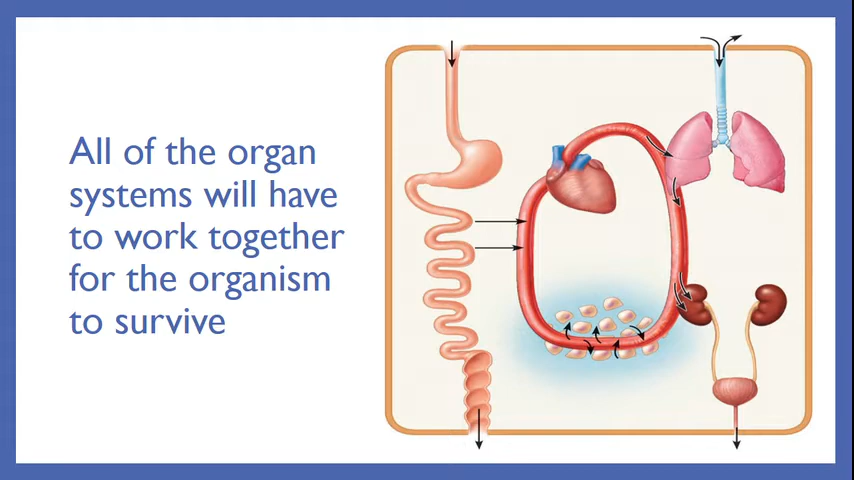 All of the organ
systems will have
to work together
for the organism
to survive